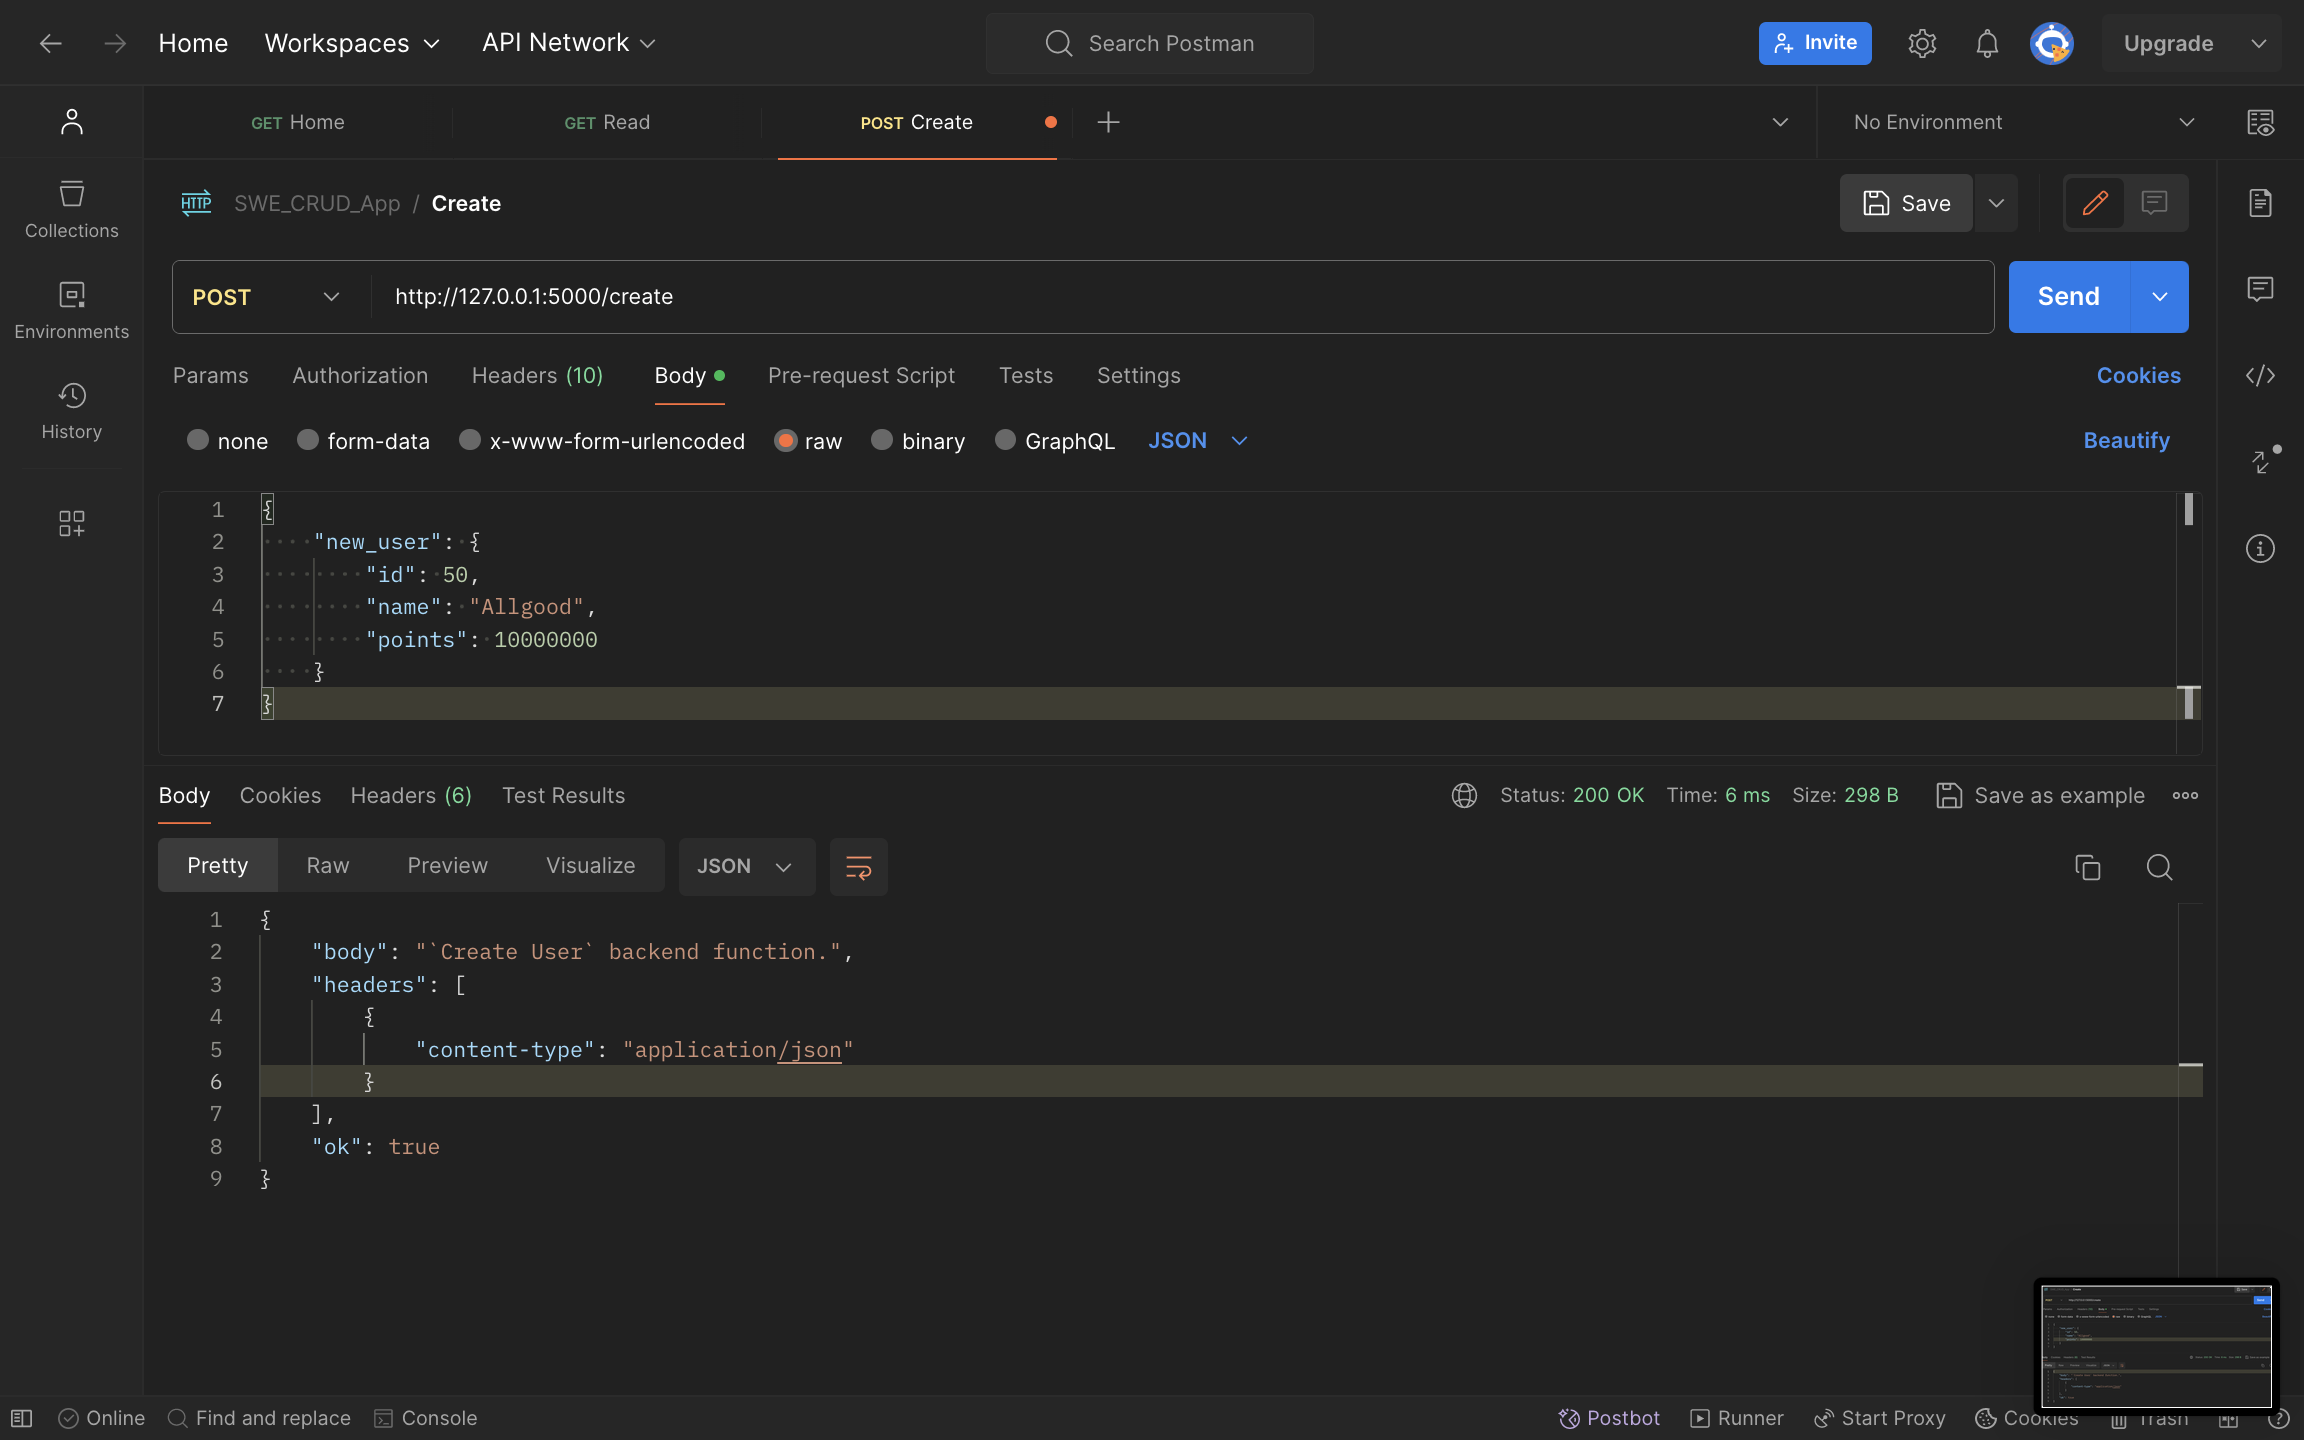 Home Workspaces API Network Search Postman Invite Upgrade
GET Home GET Read POST Create No Environment
HTTP SWE_CRUD_App / Create Save
Collections
POST http://127.0.0.1:5000/create Send
Environments
Params Authorization Headers (10) Body Pre-request Script Tests Settings Cookies
History
none form-data x-www-form-urlencoded raw binary GraphQL JSON Beautify
1 {
2 "new_user": {
3 "id": 50,
4 "name": "Allgood",
5 "points": 10000000
6 }
7 }
Body Cookies Headers (6) Test Results Status: 200 OK Time: 6 ms Size: 298 B Save as example
Pretty Raw Preview Visualize JSON
1 {
2 "body": "`Create User` backend function.",
3 "headers": [
4 {
5 "content-type": "application/json"
6 }
7 ],
8 "ok": true
9 }
Online Find and replace Console Postbot Runner Start Proxy Cookies Trash